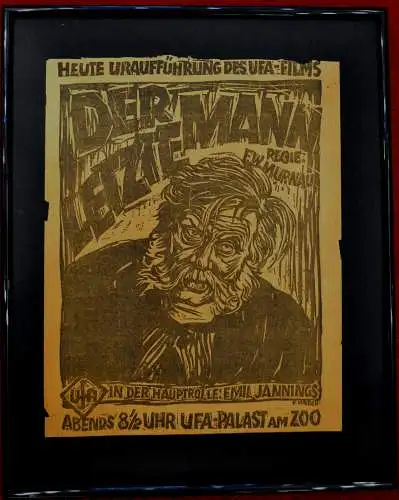 HEUTE URAUFFÜHRUNG DES UFA-FILMS
DER
LETZTE MANN
REGIE:
F.W. MURNAU
UfA
IN DER HAUPTROLLE: EMIL JANNINGS
ABENDS 8½ UHR UFA-PALAST AM ZOO